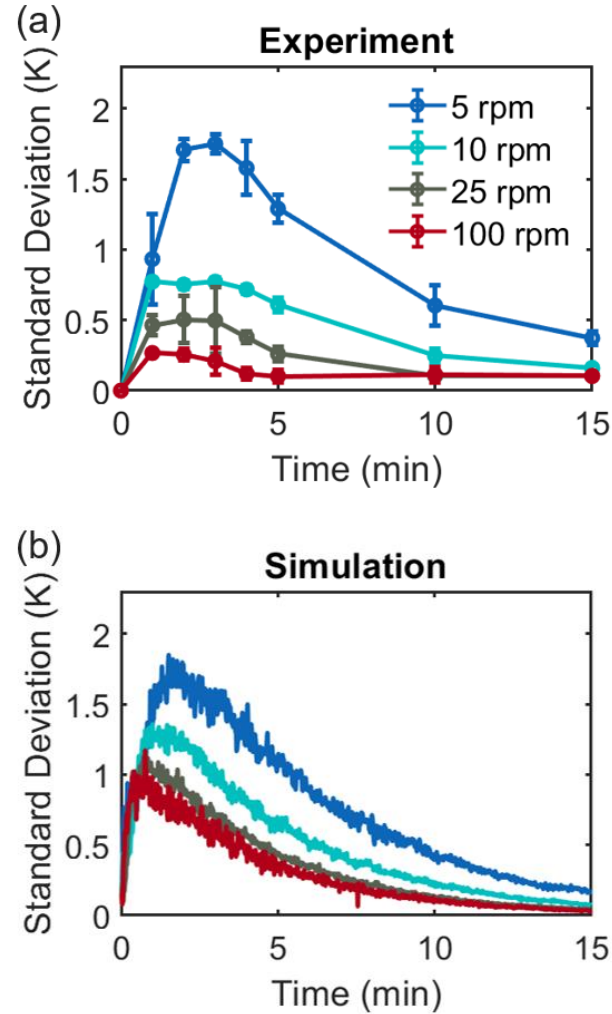 (a)
Experiment
Standard Deviation (K)
2
1.5
1
0.5
0
5 rpm
10 rpm
25 rpm
100 rpm
0 5 10 15
Time (min)
(b)
Simulation
Standard Deviation (K)
2
1.5
1
0.5
0
0 5 10 15
Time (min)